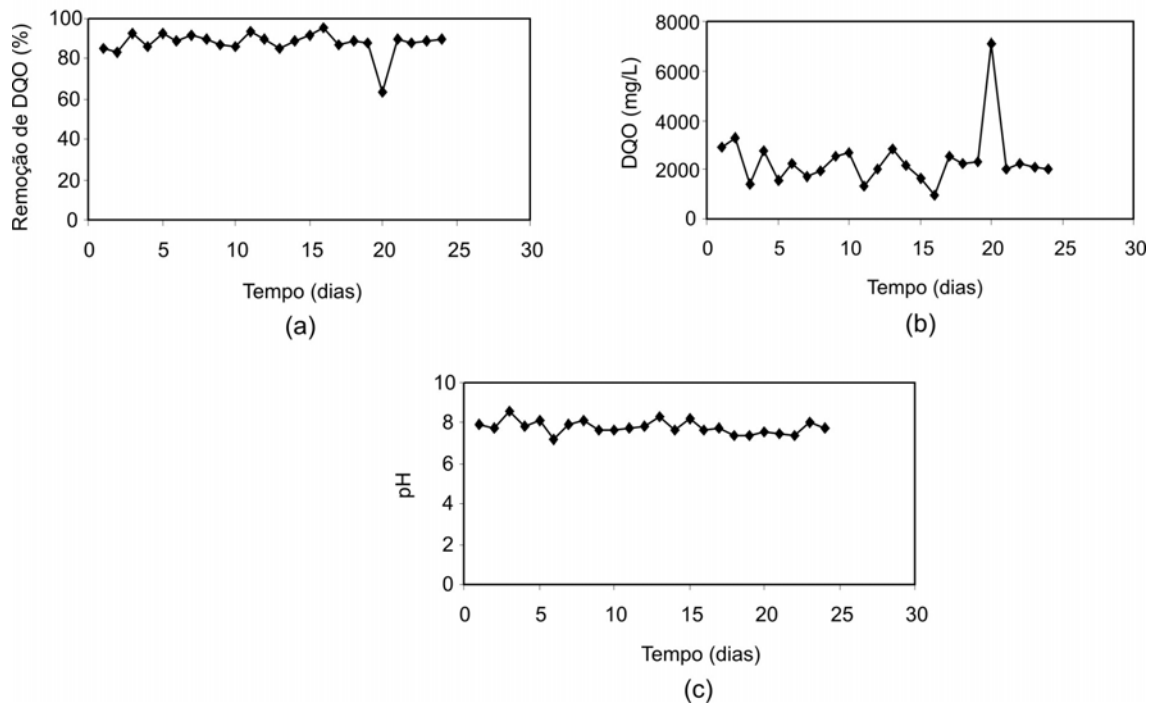 Remoção de DQO (%)
100
80
60
40
20
0
0 5 10 15 20 25 30
Tempo (dias)
(a)
DQO (mg/L)
8000
6000
4000
2000
0
0 5 10 15 20 25 30
Tempo (dias)
(b)
pH
10
8
6
4
2
0
0 5 10 15 20 25 30
Tempo (dias)
(c)